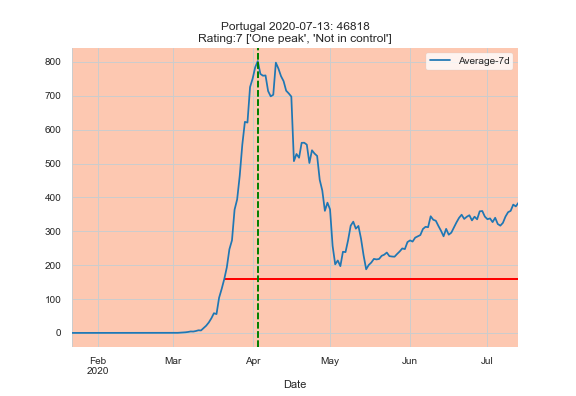 Portugal 2020-07-13: 46818
Rating:7 ['One peak', 'Not in control']
Average-7d
800
700
600
500
400
300
200
100
0
Feb
2020
Mar
Apr
May
Jun
Jul
Date